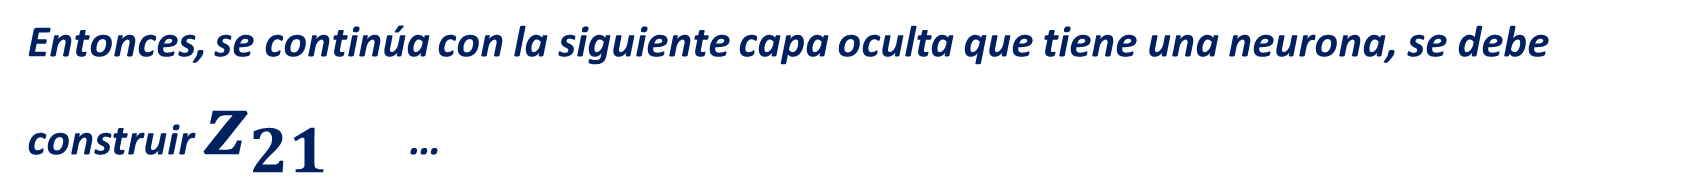 Entonces, se continúa con la siguiente capa oculta que tiene una neurona, se debe
construir z₂₁ ...